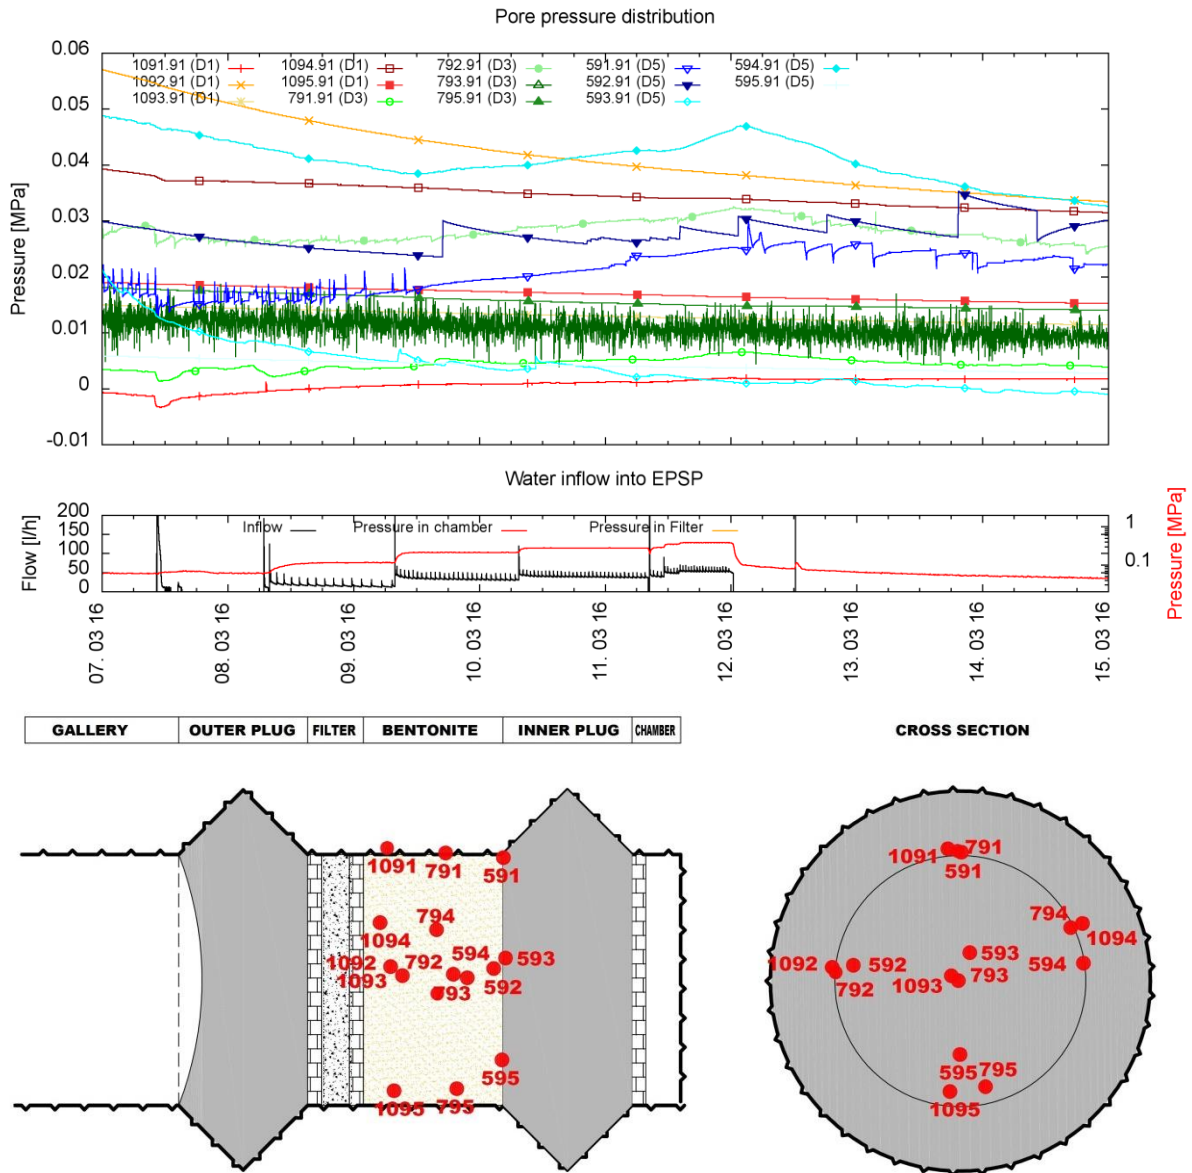 Pore pressure distribution
0.06
0.05
0.04
0.03
0.02
0.01
0
-0.01
Pressure [MPa]
1091.91 (D1) 1094.91 (D1) 792.91 (D3) 591.91 (D5) 594.91 (D5)
1092.91 (D1) 1095.91 (D1) 793.91 (D3) 592.91 (D5) 595.91 (D5)
1093.91 (D1) 791.91 (D3) 795.91 (D3) 593.91 (D5)
Water inflow into EPSP
Flow [l/h]
200
150
100
50
0
Inflow Pressure in chamber Pressure in Filter
1
0.1
Pressure [MPa]
07. 03 16
08. 03 16
09. 03 16
10. 03 16
11. 03 16
12. 03 16
13. 03 16
14. 03 16
15. 03 16
GALLERY OUTER PLUG FILTER BENTONITE INNER PLUG CHAMBER
CROSS SECTION
1091
791
591
1094
794
594
593
1092
792
1093
793
592
595
1095
795
1091
791
591
794
1094
593
594
1092
592
792
1093
793
595
795
1095